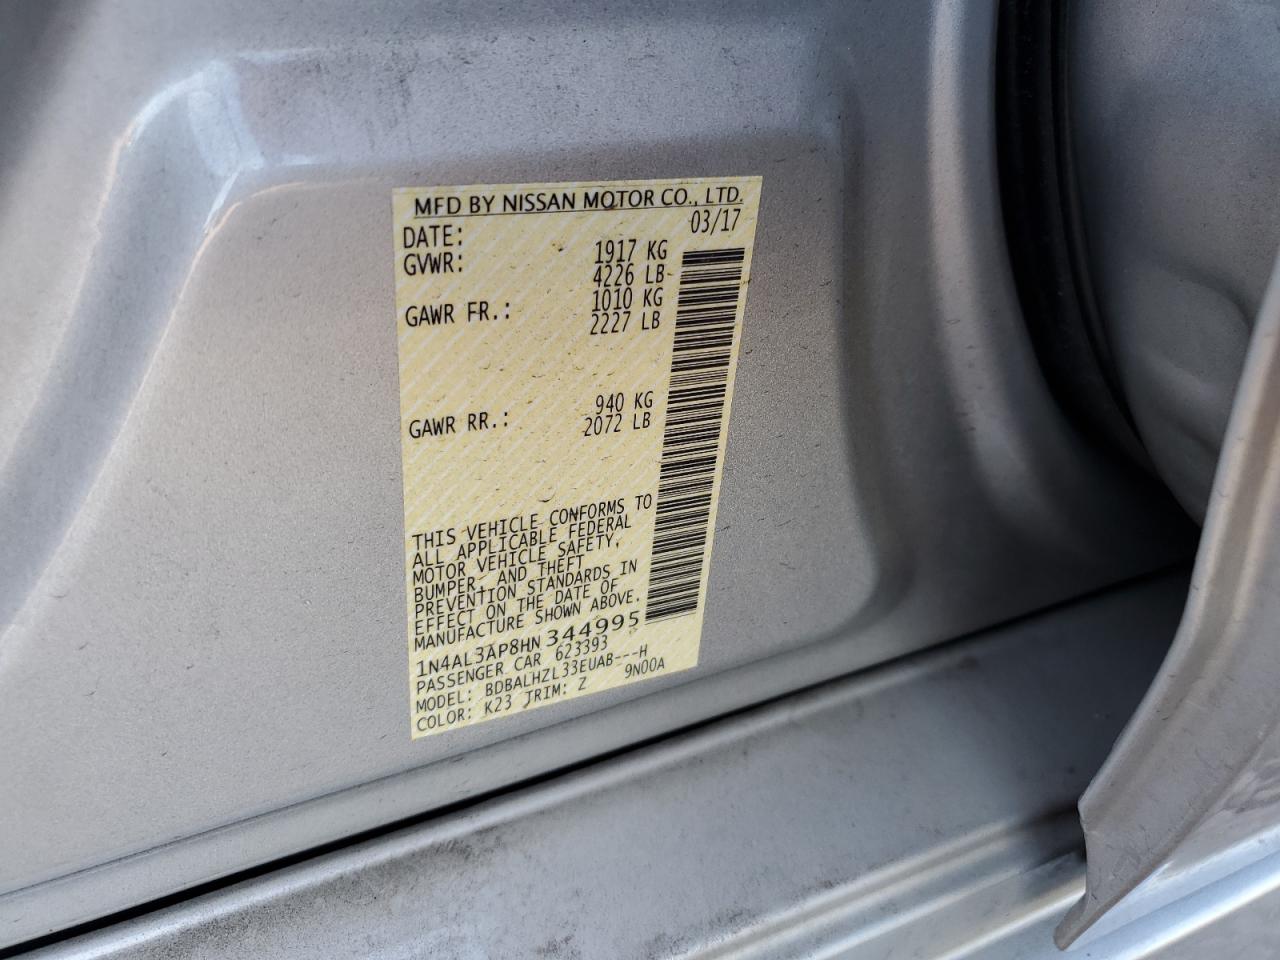 MFD BY NISSAN MOTOR CO., LTD.
DATE: 03/17
GVWR: 1917 KG
4226 LB
GAWR FR.: 1010 KG
2227 LB
GAWR RR.: 940 KG
2072 LB
THIS VEHICLE CONFORMS TO
ALL APPLICABLE FEDERAL
MOTOR VEHICLE SAFETY,
BUMPER, AND THEFT
PREVENTION STANDARDS IN
EFFECT ON THE DATE OF
MANUFACTURE SHOWN ABOVE.
1N4AL3AP8HN344995
PASSENGER CAR 623393
MODEL: BDBALHZL33EUAB---H
COLOR: K23 TRIM: Z 9N00A